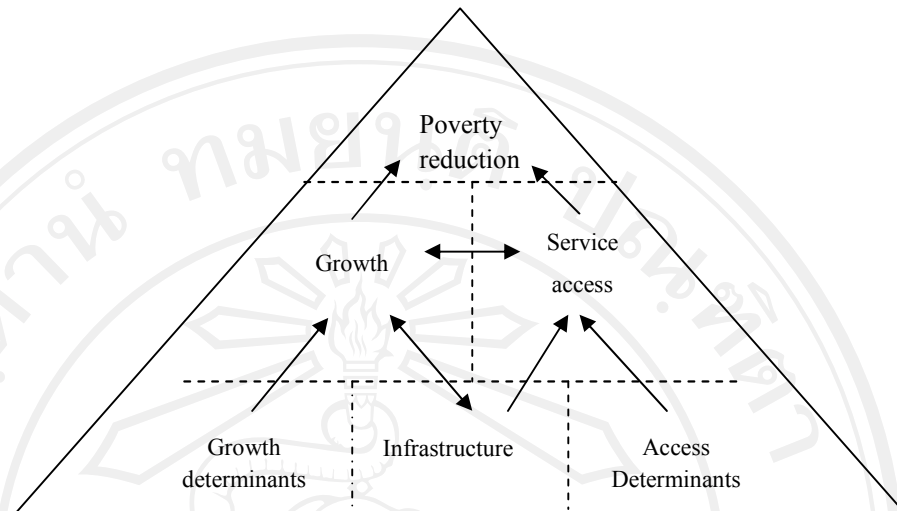 Poverty
reduction
Growth
Service
access
Growth
determinants
Infrastructure
Access
Determinants